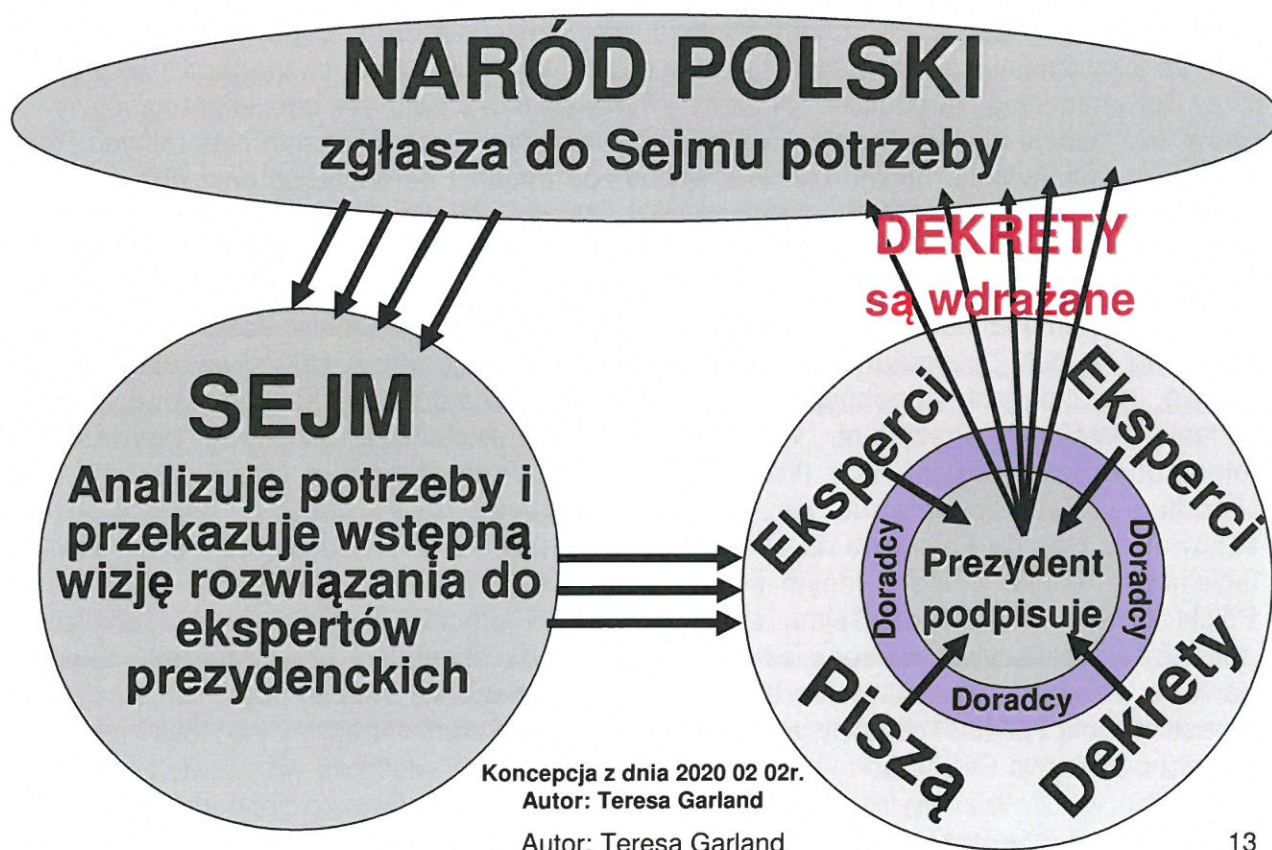 NARÓD POLSKI
zgłasza do Sejmu potrzeby
DEKRETY
są wdrażane
SEJM
Analizuje potrzeby i
przekazuje wstępną
wizję rozwiązania do
ekspertów
prezydenckich
Eksperci
Eksperci
Piszą
Dekrety
Doradcy
Doradcy
Doradcy
Prezydent
podpisuje
Koncepcja z dnia 2020 02 02r.
Autor: Teresa Garland
Autor: Teresa Garland
13